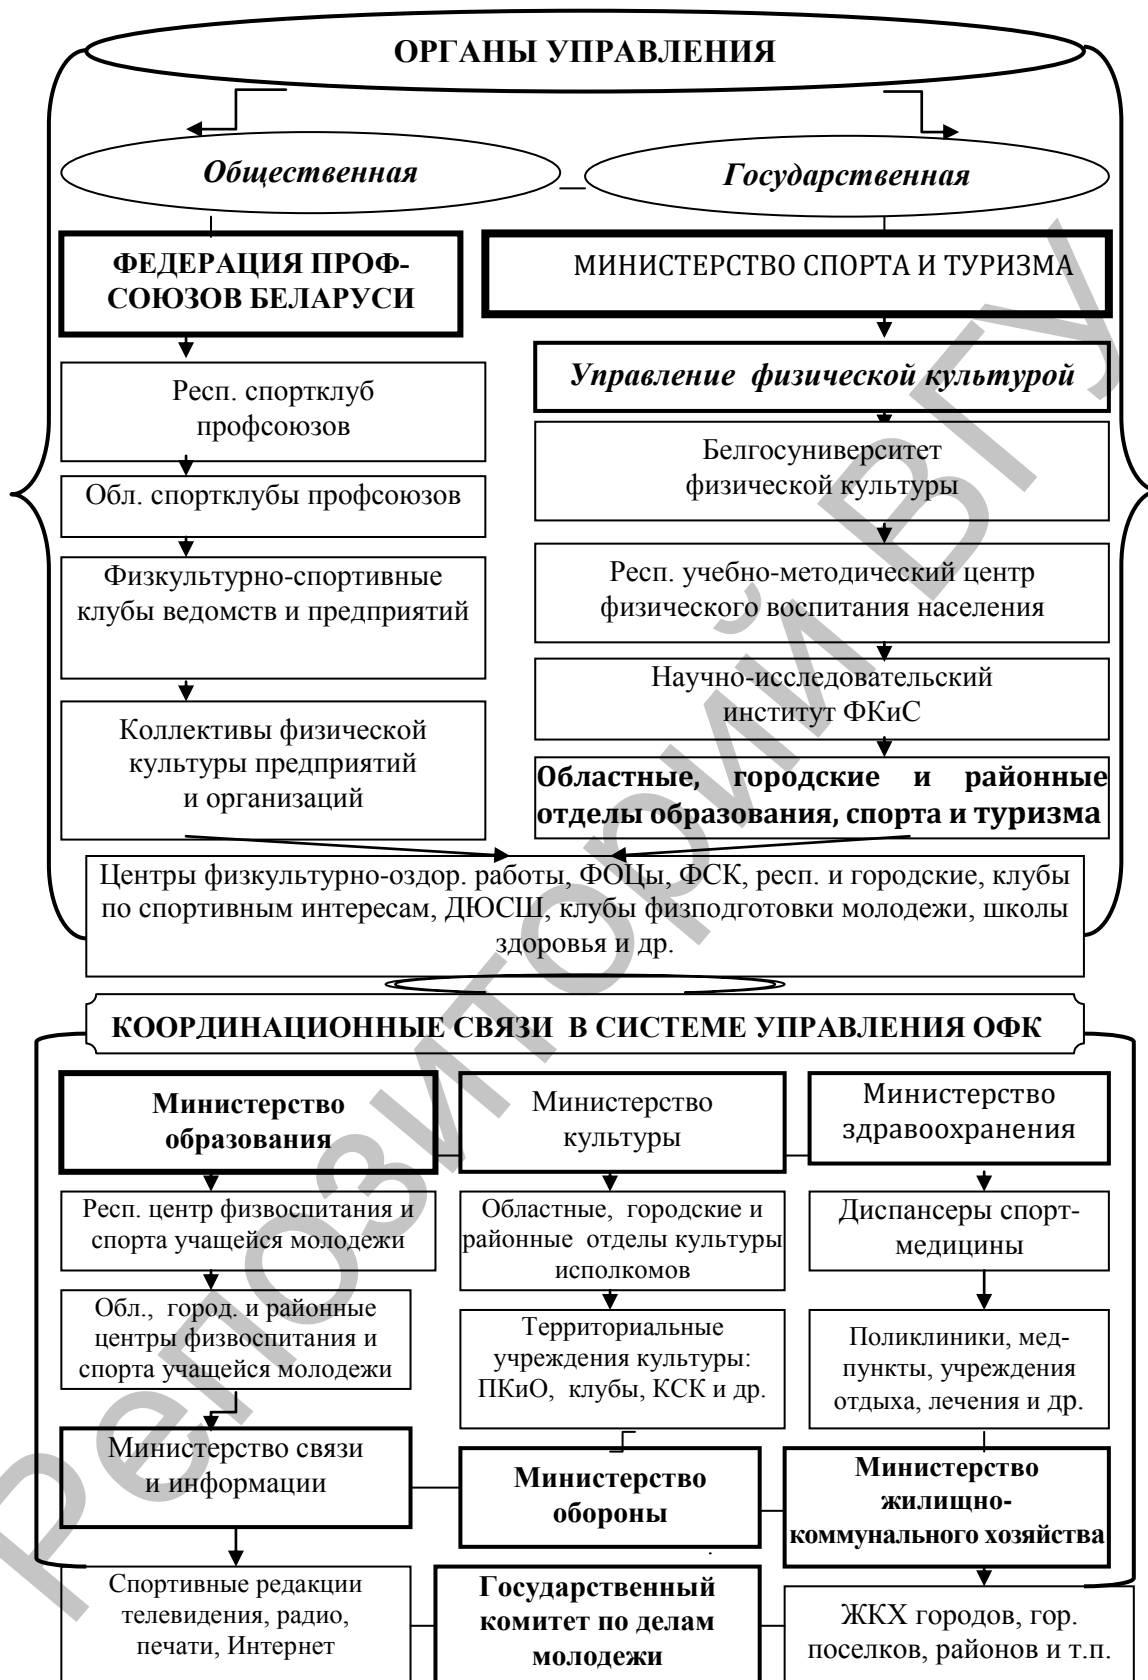 ОРГАНЫ УПРАВЛЕНИЯ
Общественная
Государственная
ФЕДЕРАЦИЯ ПРОФ-
СОЮЗОВ БЕЛАРУСИ
МИНИСТЕРСТВО СПОРТА И ТУРИЗМА
Респ. спортклуб
профсоюзов
Управление физической культурой
Обл. спортклубы профсоюзов
Белгосуниверситет
физической культуры
Физкультурно-спортивные
клубы ведомств и предприятий
Респ. учебно-методический центр
физического воспитания населения
Научно-исследовательский
институт ФКиС
Коллективы физической
культуры предприятий
и организаций
Областные, городские и районные
отделы образования, спорта и туризма
Центры физкультурно-оздор. работы, ФОЦы, ФСК, респ. и городские, клубы
по спортивным интересам, ДЮСШ, клубы физподготовки молодежи, школы
здоровья и др.
КООРДИНАЦИОННЫЕ СВЯЗИ В СИСТЕМЕ УПРАВЛЕНИЯ ОФК
Министерство
образования
Министерство
культуры
Министерство
здравоохранения
Респ. центр физвоспитания и
спорта учащейся молодежи
Областные, городские и
районные отделы культуры
исполкомов
Диспансеры спорт-
медицины
Обл., город. и районные
центры физвоспитания и
спорта учащейся молодежи
Территориальные
учреждения культуры:
ПКиО, клубы, КСК и др.
Поликлиники, мед-
пункты, учреждения
отдыха, лечения и др.
Министерство связи
и информации
Министерство
обороны
Министерство
жилищно-
коммунального хозяйства
Спортивные редакции
телевидения, радио,
печати, Интернет
Государственный
комитет по делам
молодежи
ЖКХ городов, гор.
поселков, районов и т.п.
Репозиторий ВГУ